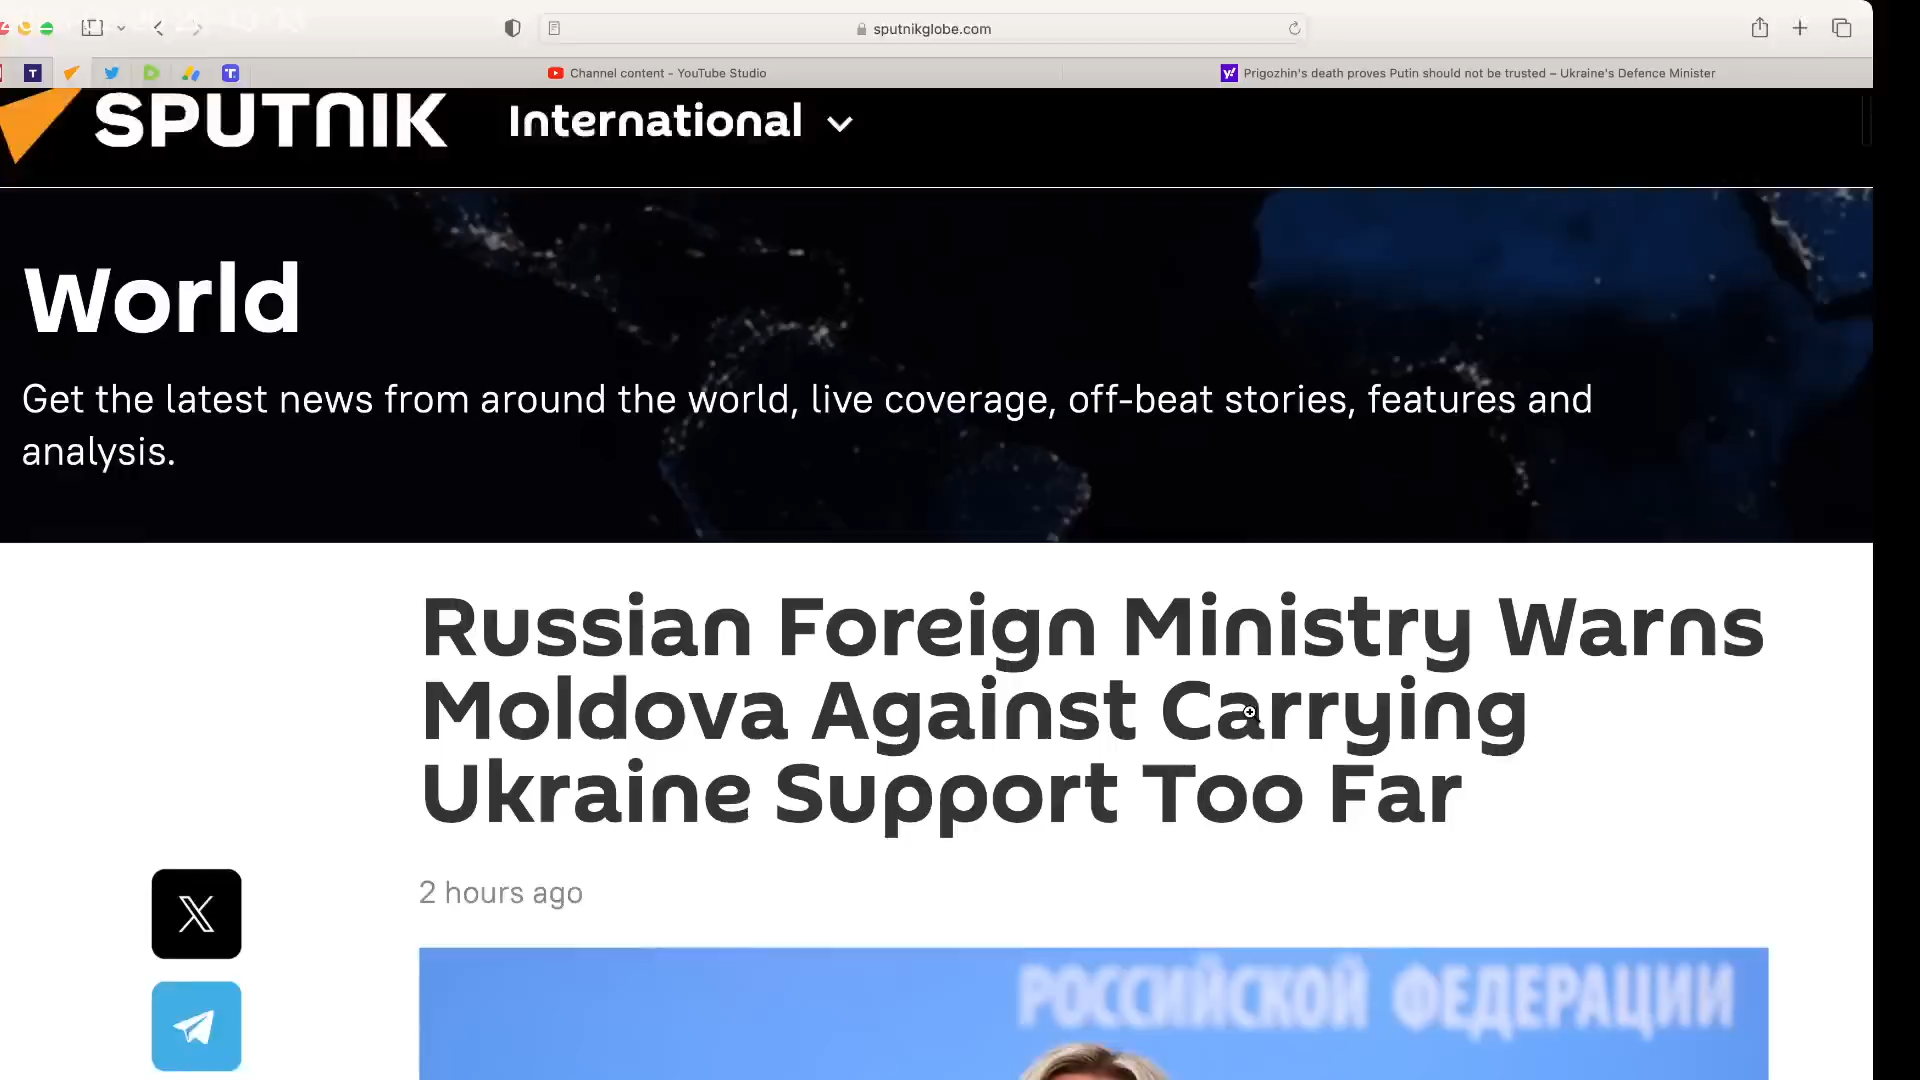 sputnikglobe.com
T
T
Channel content - YouTube Studio
y!
Prigozhin's death proves Putin should not be trusted – Ukraine's Defence Minister
SPUTNIK
International
World
Get the latest news from around the world, live coverage, off-beat stories, features and
analysis.
Russian Foreign Ministry Warns
Moldova Against Carrying
Ukraine Support Too Far
2 hours ago
X
РОССИЙСКОЙ ФЕДЕРАЦИИ